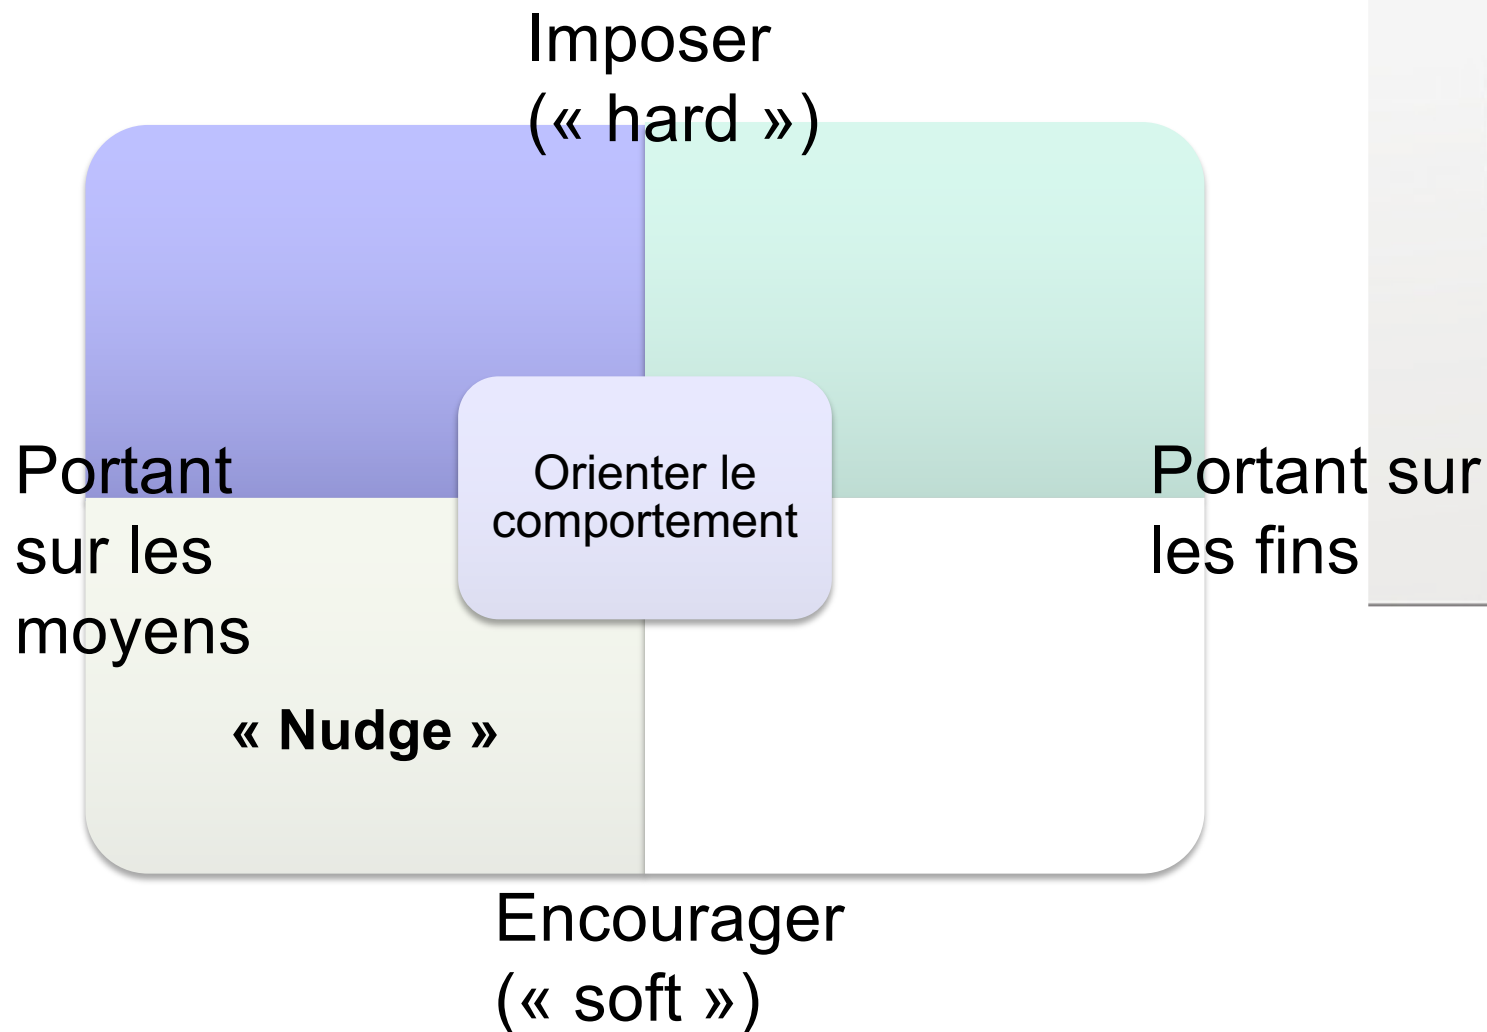 Imposer
(« hard »)
Portant
sur les
moyens
Orienter le
comportement
Portant sur
les fins
« Nudge »
Encourager
(« soft »)